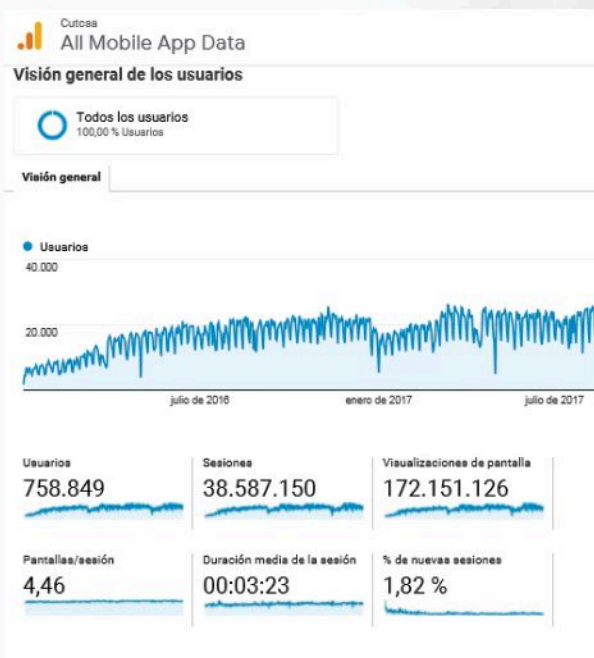 Cutcsa
All Mobile App Data
Visión general de los usuarios
Todos los usuarios
100,00 % Usuarios
Visión general
Usuarios
40.000
20.000
julio de 2016
enero de 2017
julio de 2017
Usuarios
758.849
Sesiones
38.587.150
Visualizaciones de pantalla
172.151.126
Pantallas/sesión
4,46
Duración media de la sesión
00:03:23
% de nuevas sesiones
1,82 %